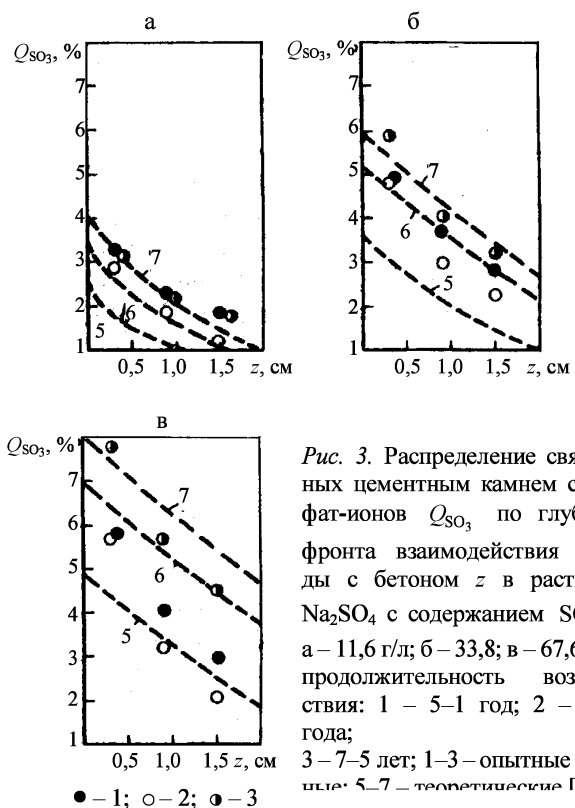 а
б
Q_SO₃, %
7
6
5
4
3
2
1
7
6
5
0,5 1,0 1,5 z, см
Q_SO₃, %
7
6
5
4
3
2
1
7
6
5
0,5 1,0 1,5 z, см
в
Q_SO₃, %
7
6
5
4
3
2
1
7
6
5
0,5 1,0 1,5 z, см
● – 1; ○ – 2; ◑ – 3
Рис. 3. Распределение свя
ных цементным камнем с
фат-ионов Q_SO₃ по глуб
фронта взаимодействия
ды с бетоном z в раст
Na₂SO₄ с содержанием SO
а – 11,6 г/л; б – 33,8; в – 67,6
продолжительность воз
ствия: 1 – 5–1 год; 2 –
года;
3 – 7–5 лет; 1–3 – опытные
ные; 5–7 – теоретические